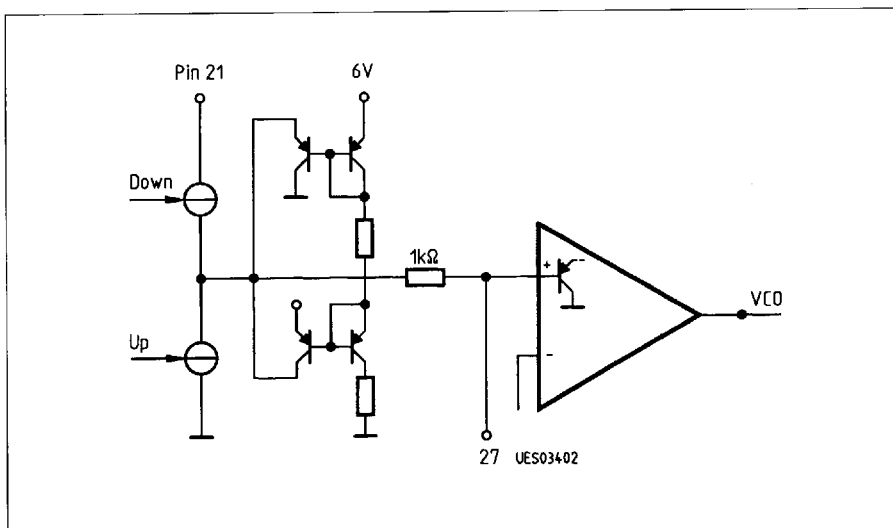 Pin 21
6V
Down
1kΩ
+
VCO
Up
-
27
UES03402